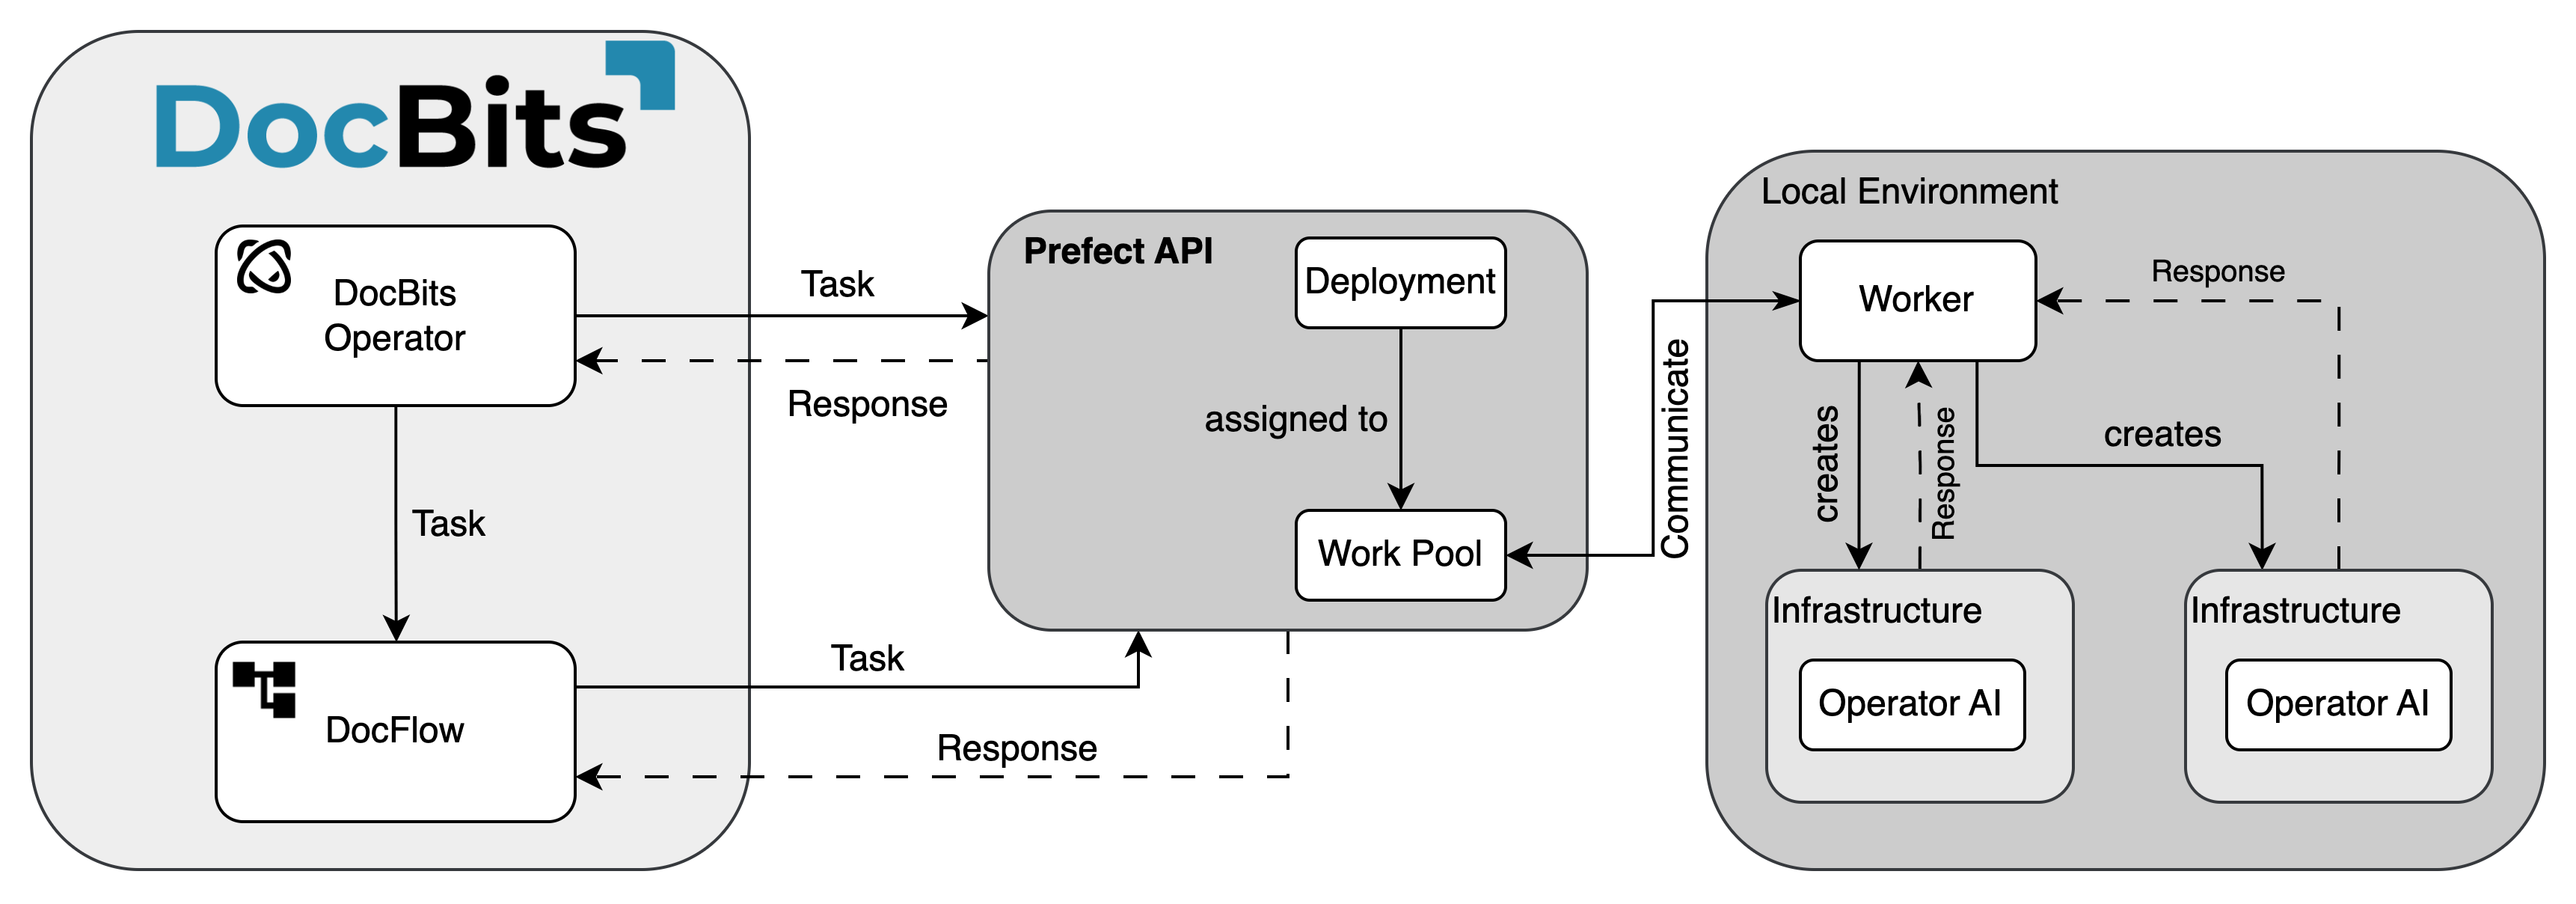 DocBits
DocBits
Operator
Task
DocFlow
Task
Response
Task
Response
Prefect API
Deployment
assigned to
Work Pool
Communicate
Local Environment
Worker
Response
creates
Response
creates
Infrastructure
Operator AI
Infrastructure
Operator AI